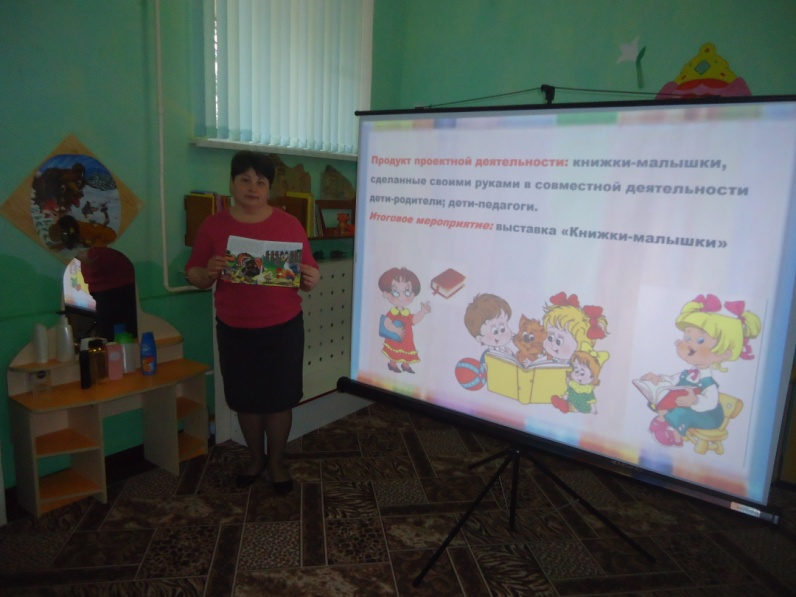 Продукт проектной деятельности: книжки-малышки,
сделанные своими руками в совместной деятельности
дети-родители; дети-педагоги.
Итоговое мероприятие: выставка «Книжки-малышки»